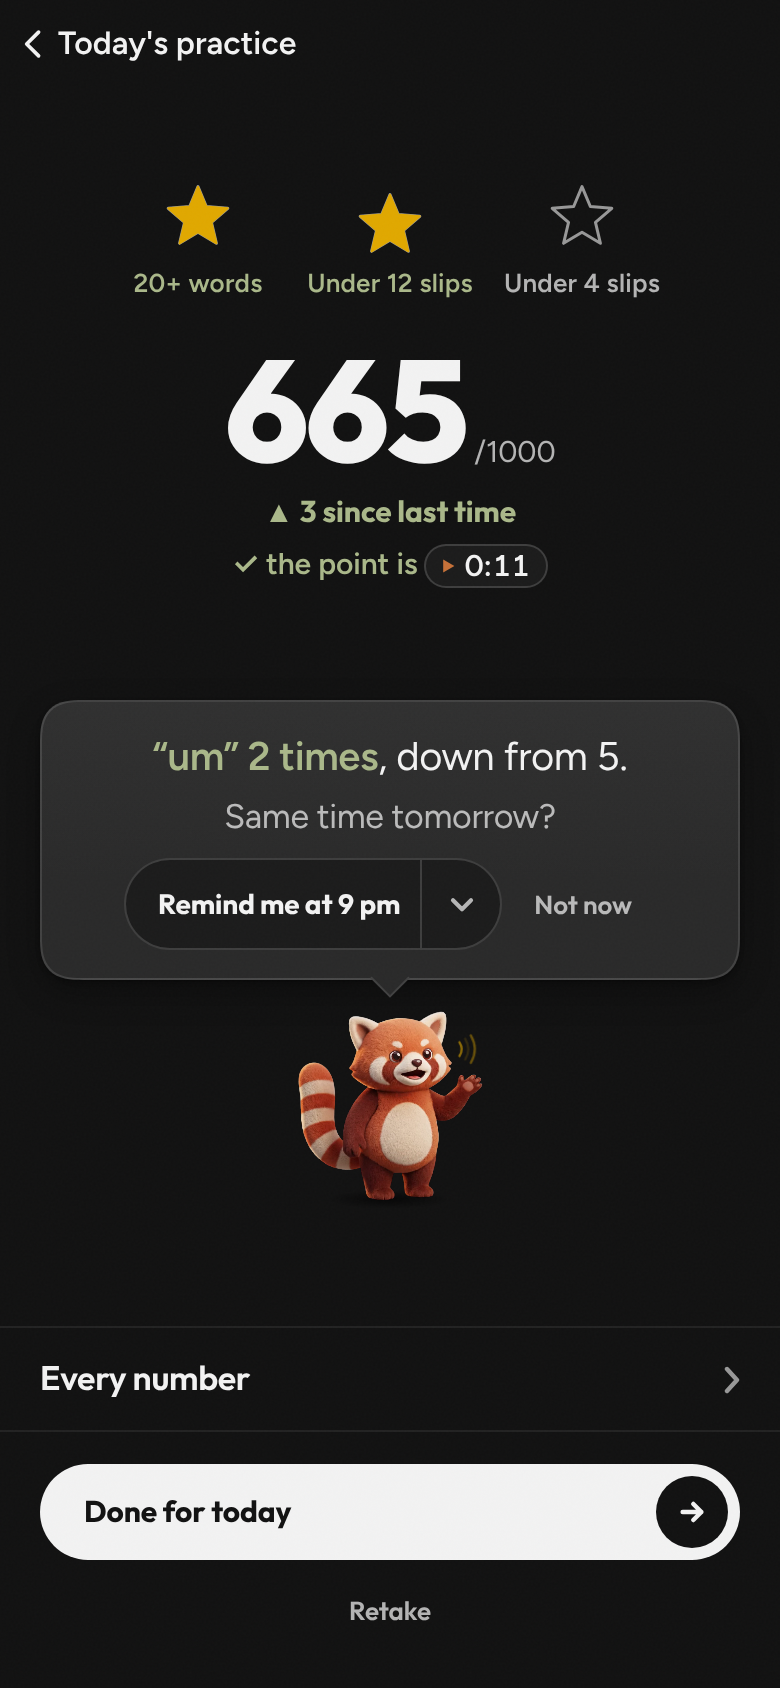 Today's practice
20+ words
Under 12 slips
Under 4 slips
665 /1000
▲ 3 since last time
✓ the point is ▶ 0:11
“um” 2 times, down from 5.
Same time tomorrow?
Remind me at 9 pm
Not now
Every number
Done for today
Retake